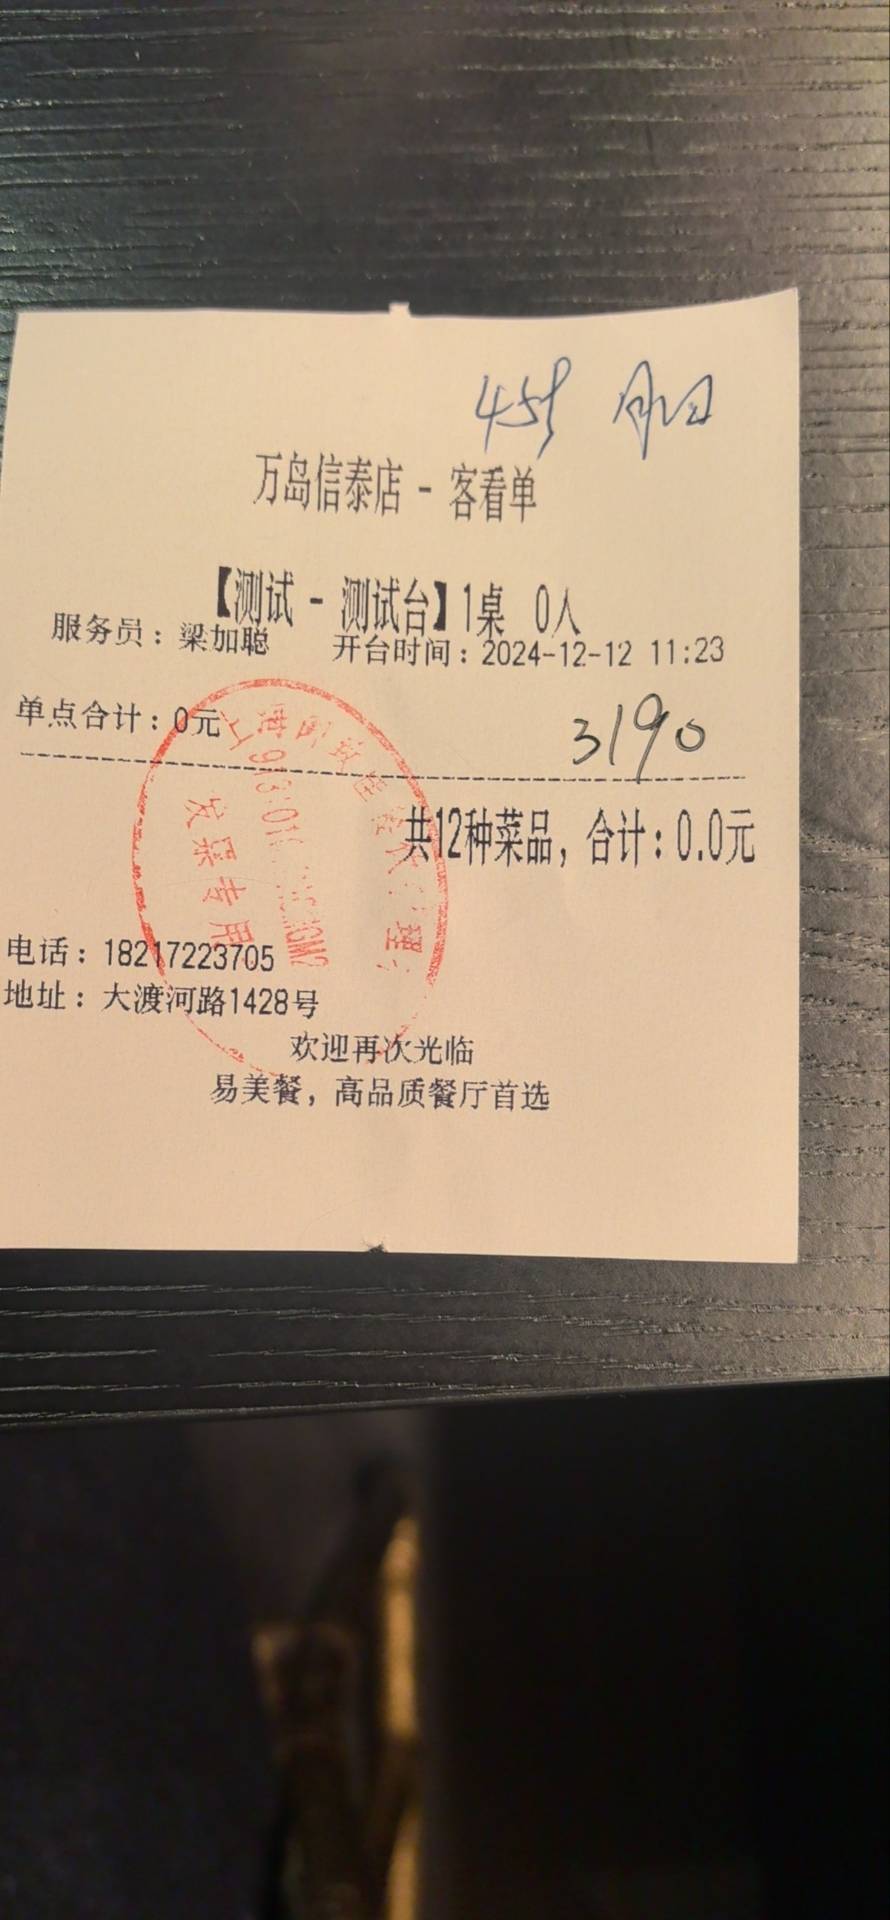 万岛信泰店 - 客看单
【测试 - 测试台】1桌 0人
服务员：梁加聪 开台时间：2024-12-12 11:23
单点合计：0元
3190
共12种菜品，合计：0.0元
发票专用
电话：18217223705
地址：大渡河路1428号
欢迎再次光临
易美餐，高品质餐厅首选